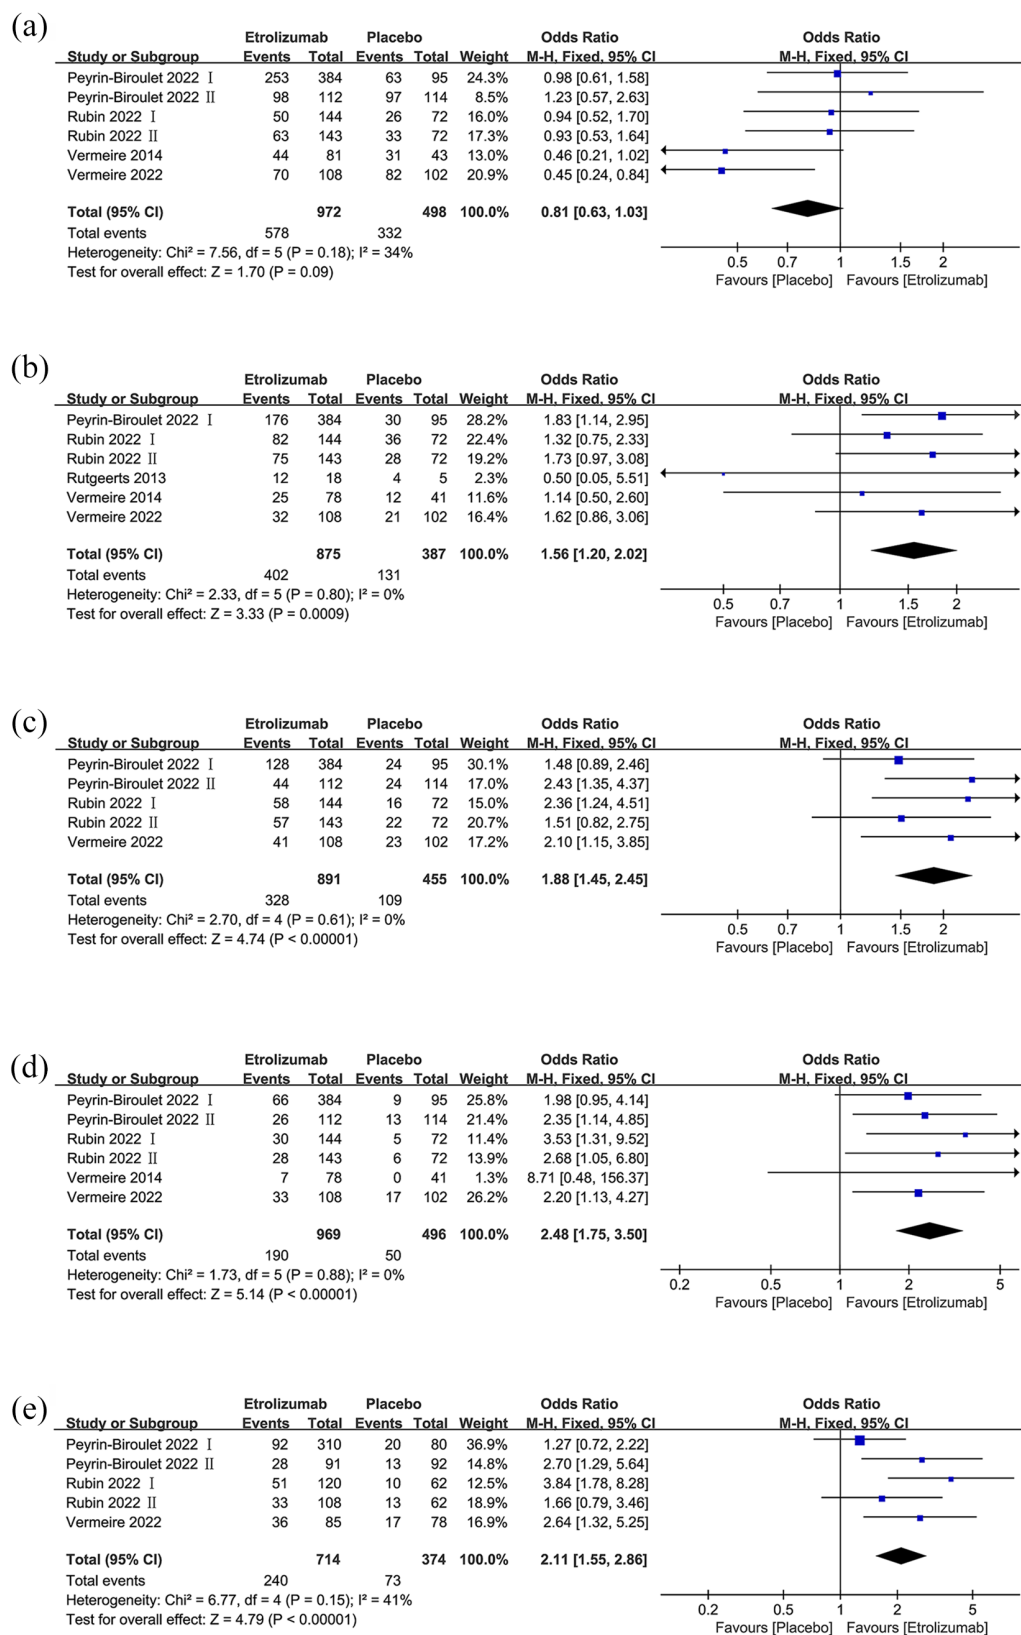 (a)
Etrolizumab Placebo Odds Ratio Odds Ratio
Study or Subgroup Events Total Events Total Weight M-H, Fixed, 95% CI M-H, Fixed, 95% CI
Peyrin-Biroulet 2022 Ⅰ 253 384 63 95 24.3% 0.98 [0.61, 1.58]
Peyrin-Biroulet 2022 Ⅱ 98 112 97 114 8.5% 1.23 [0.57, 2.63]
Rubin 2022 Ⅰ 50 144 26 72 16.0% 0.94 [0.52, 1.70]
Rubin 2022 Ⅱ 63 143 33 72 17.3% 0.93 [0.53, 1.64]
Vermeire 2014 44 81 31 43 13.0% 0.46 [0.21, 1.02]
Vermeire 2022 70 108 82 102 20.9% 0.45 [0.24, 0.84]
Total (95% CI) 972 498 100.0% 0.81 [0.63, 1.03]
Total events 578 332
Heterogeneity: Chi² = 7.56, df = 5 (P = 0.18); I² = 34%
Test for overall effect: Z = 1.70 (P = 0.09)
0.5 0.7 1 1.5 2
Favours [Placebo] Favours [Etrolizumab]
(b)
Etrolizumab Placebo Odds Ratio Odds Ratio
Study or Subgroup Events Total Events Total Weight M-H, Fixed, 95% CI M-H, Fixed, 95% CI
Peyrin-Biroulet 2022 Ⅰ 176 384 30 95 28.2% 1.83 [1.14, 2.95]
Rubin 2022 Ⅰ 82 144 36 72 22.4% 1.32 [0.75, 2.33]
Rubin 2022 Ⅱ 75 143 28 72 19.2% 1.73 [0.97, 3.08]
Rutgeerts 2013 12 18 4 5 2.3% 0.50 [0.05, 5.51]
Vermeire 2014 25 78 12 41 11.6% 1.14 [0.50, 2.60]
Vermeire 2022 32 108 21 102 16.4% 1.62 [0.86, 3.06]
Total (95% CI) 875 387 100.0% 1.56 [1.20, 2.02]
Total events 402 131
Heterogeneity: Chi² = 2.33, df = 5 (P = 0.80); I² = 0%
Test for overall effect: Z = 3.33 (P = 0.0009)
0.5 0.7 1 1.5 2
Favours [Placebo] Favours [Etrolizumab]
(c)
Etrolizumab Placebo Odds Ratio Odds Ratio
Study or Subgroup Events Total Events Total Weight M-H, Fixed, 95% CI M-H, Fixed, 95% CI
Peyrin-Biroulet 2022 Ⅰ 128 384 24 95 30.1% 1.48 [0.89, 2.46]
Peyrin-Biroulet 2022 Ⅱ 44 112 24 114 17.0% 2.43 [1.35, 4.37]
Rubin 2022 Ⅰ 58 144 16 72 15.0% 2.36 [1.24, 4.51]
Rubin 2022 Ⅱ 57 143 22 72 20.7% 1.51 [0.82, 2.75]
Vermeire 2022 41 108 23 102 17.2% 2.10 [1.15, 3.85]
Total (95% CI) 891 455 100.0% 1.88 [1.45, 2.45]
Total events 328 109
Heterogeneity: Chi² = 2.70, df = 4 (P = 0.61); I² = 0%
Test for overall effect: Z = 4.74 (P < 0.00001)
0.5 0.7 1 1.5 2
Favours [Placebo] Favours [Etrolizumab]
(d)
Etrolizumab Placebo Odds Ratio Odds Ratio
Study or Subgroup Events Total Events Total Weight M-H, Fixed, 95% CI M-H, Fixed, 95% CI
Peyrin-Biroulet 2022 Ⅰ 66 384 9 95 25.8% 1.98 [0.95, 4.14]
Peyrin-Biroulet 2022 Ⅱ 26 112 13 114 21.4% 2.35 [1.14, 4.85]
Rubin 2022 Ⅰ 30 144 5 72 11.4% 3.53 [1.31, 9.52]
Rubin 2022 Ⅱ 28 143 6 72 13.9% 2.68 [1.05, 6.80]
Vermeire 2014 7 78 0 41 1.3% 8.71 [0.48, 156.37]
Vermeire 2022 33 108 17 102 26.2% 2.20 [1.13, 4.27]
Total (95% CI) 969 496 100.0% 2.48 [1.75, 3.50]
Total events 190 50
Heterogeneity: Chi² = 1.73, df = 5 (P = 0.88); I² = 0%
Test for overall effect: Z = 5.14 (P < 0.00001)
0.2 0.5 1 2 5
Favours [Placebo] Favours [Etrolizumab]
(e)
Etrolizumab Placebo Odds Ratio Odds Ratio
Study or Subgroup Events Total Events Total Weight M-H, Fixed, 95% CI M-H, Fixed, 95% CI
Peyrin-Biroulet 2022 Ⅰ 92 310 20 80 36.9% 1.27 [0.72, 2.22]
Peyrin-Biroulet 2022 Ⅱ 28 91 13 92 14.8% 2.70 [1.29, 5.64]
Rubin 2022 Ⅰ 51 120 10 62 12.5% 3.84 [1.78, 8.28]
Rubin 2022 Ⅱ 33 108 13 62 18.9% 1.66 [0.79, 3.46]
Vermeire 2022 36 85 17 78 16.9% 2.64 [1.32, 5.25]
Total (95% CI) 714 374 100.0% 2.11 [1.55, 2.86]
Total events 240 73
Heterogeneity: Chi² = 6.77, df = 4 (P = 0.15); I² = 41%
Test for overall effect: Z = 4.79 (P < 0.00001)
0.2 0.5 1 2 5
Favours [Placebo] Favours [Etrolizumab]